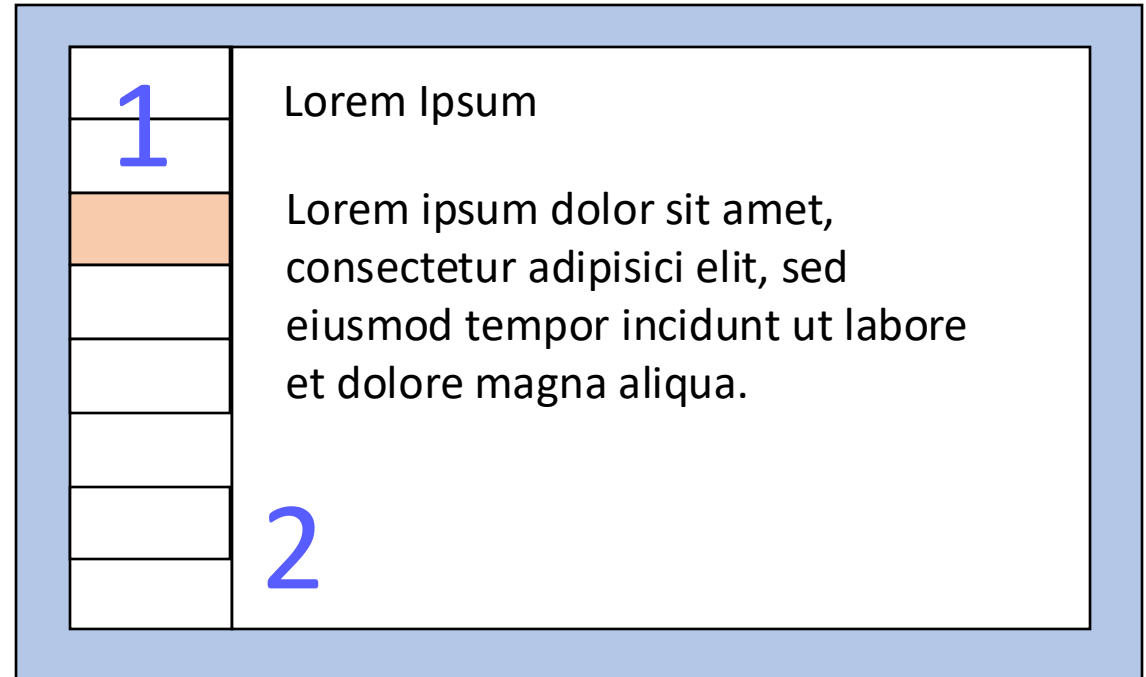 1
Lorem Ipsum
Lorem ipsum dolor sit amet,
consectetur adipisici elit, sed
eiusmod tempor incidunt ut labore
et dolore magna aliqua.
2